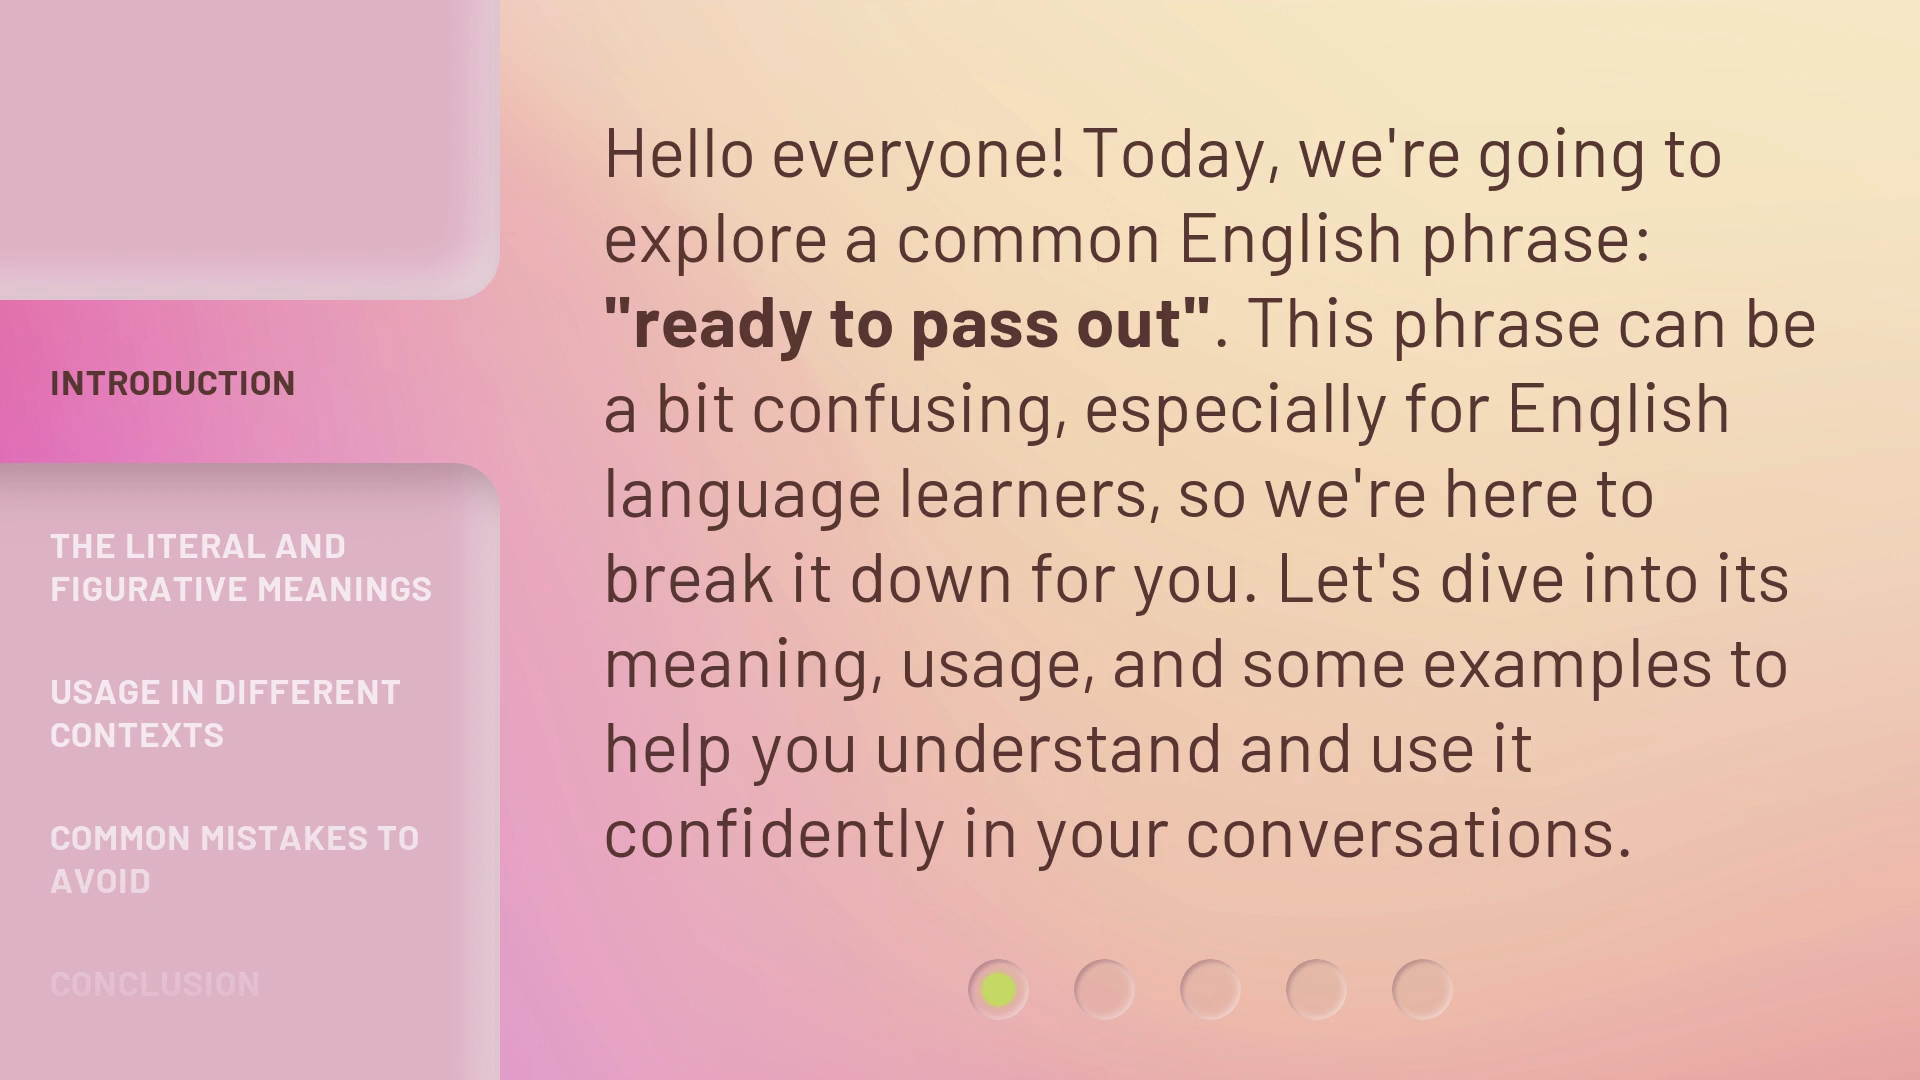 INTRODUCTION
THE LITERAL AND
FIGURATIVE MEANINGS
USAGE IN DIFFERENT
CONTEXTS
COMMON MISTAKES TO
AVOID
CONCLUSION
Hello everyone! Today, we're going to
explore a common English phrase:
"ready to pass out". This phrase can be
a bit confusing, especially for English
language learners, so we're here to
break it down for you. Let's dive into its
meaning, usage, and some examples to
help you understand and use it
confidently in your conversations.